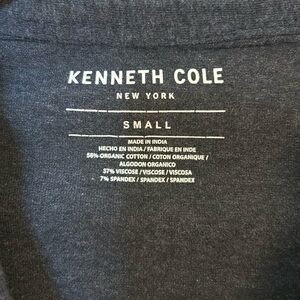 KENNETH COLE
NEW YORK
SMALL
MADE IN INDIA
HECHO EN INDIA / FABRIQUE EN INDE
56% ORGANIC COTTON / COTON ORGANIQUE /
ALGODON ORGANICO
37% VISCOSE / VISCOSE / VISCOSA
7% SPANDEX / SPANDEX / SPANDEX